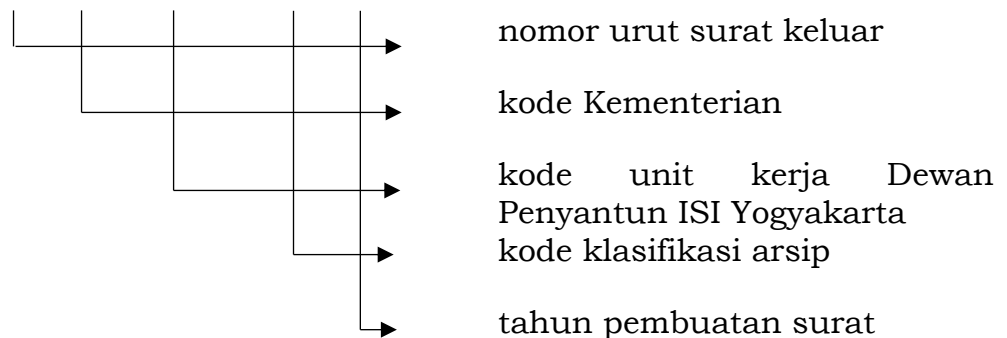 nomor urut surat keluar
kode Kementerian
kode unit kerja Dewan
Penyantun ISI Yogyakarta
kode klasifikasi arsip
tahun pembuatan surat